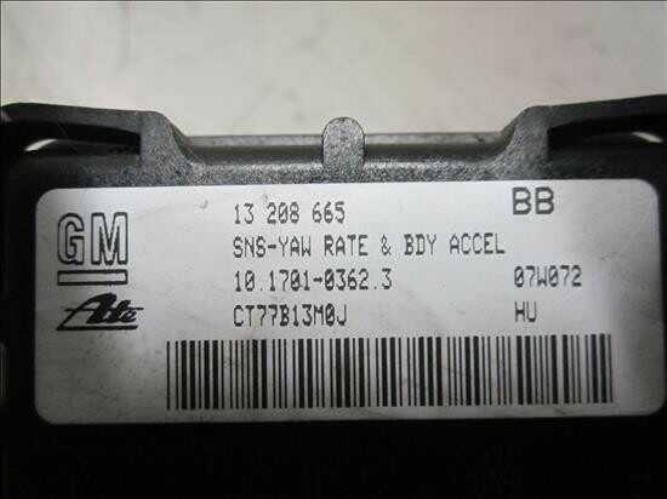 GM
Ate
13 208 665 BB
SNS-YAW RATE & BDY ACCEL
10.1701-0362.3 07W072
CT77B13M0J HU